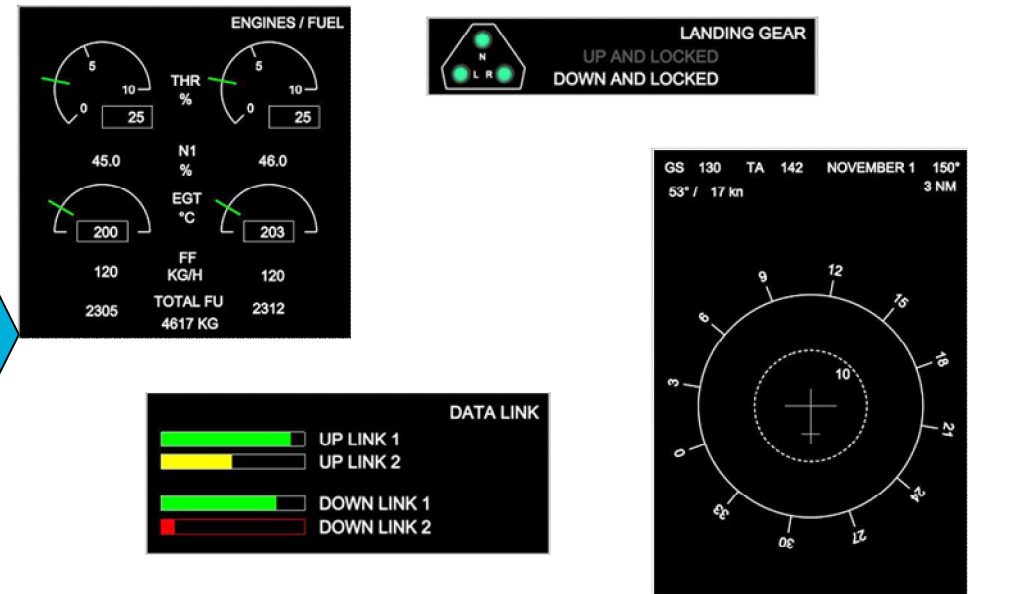 ENGINES / FUEL
5 5
10 THR 10
0 % 0
25 25
45.0 N1 46.0
%
EGT
°C
200 203
FF
120 KG/H 120
2305 TOTAL FU 2312
4617 KG
LANDING GEAR
N
UP AND LOCKED
L R
DOWN AND LOCKED
GS 130 TA 142 NOVEMBER 1 150°
53° / 17 kn 3 NM
9 12
15
6
18
10
3
21
0
24
33
30 27
DATA LINK
UP LINK 1
UP LINK 2
DOWN LINK 1
DOWN LINK 2